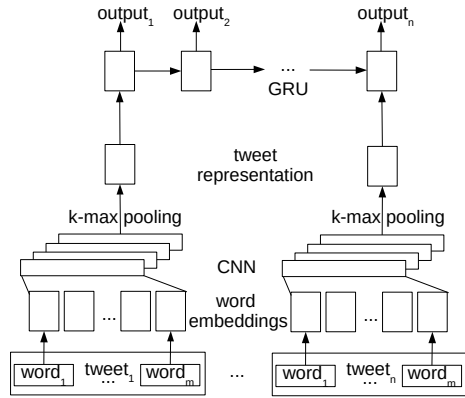 output1 output2 outputn
...
GRU
tweet
representation
k-max pooling k-max pooling
CNN
word
embeddings
... ...
word1 tweet1 ... wordm ... word1 tweetn ... wordm